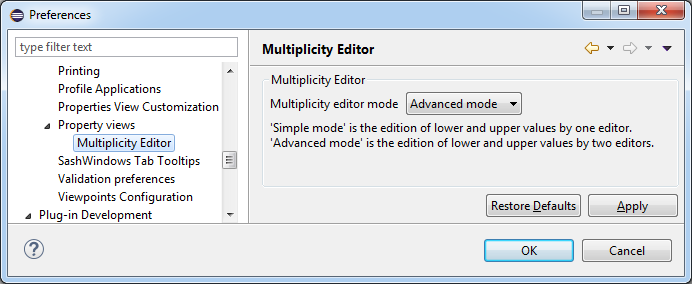 Preferences
type filter text
Printing
Profile Applications
Properties View Customization
Property views
Multiplicity Editor
SashWindows Tab Tooltips
Validation preferences
Viewpoints Configuration
Plug-in Development
Multiplicity Editor
Multiplicity Editor
Multiplicity editor mode Advanced mode
'Simple mode' is the edition of lower and upper values by one editor.
'Advanced mode' is the edition of lower and upper values by two editors.
Restore Defaults Apply
? OK Cancel